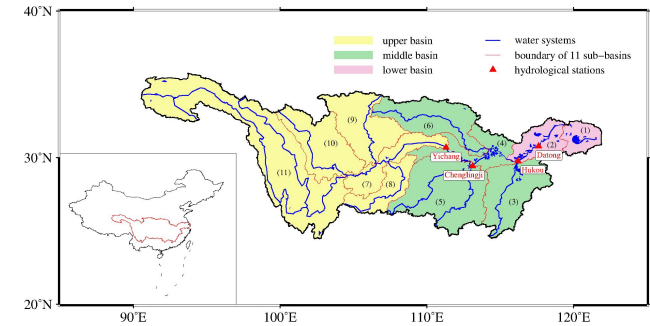 40°N
upper basin
water systems
middle basin
boundary of 11 sub-basins
lower basin
hydrological stations
(9)
(6)
(1)
(10)
(4)
(2)
30°N
Yichang
Datong
Hukou
(11)
Chenglingji
(7)
(8)
(5)
(3)
20°N
90°E
100°E
110°E
120°E